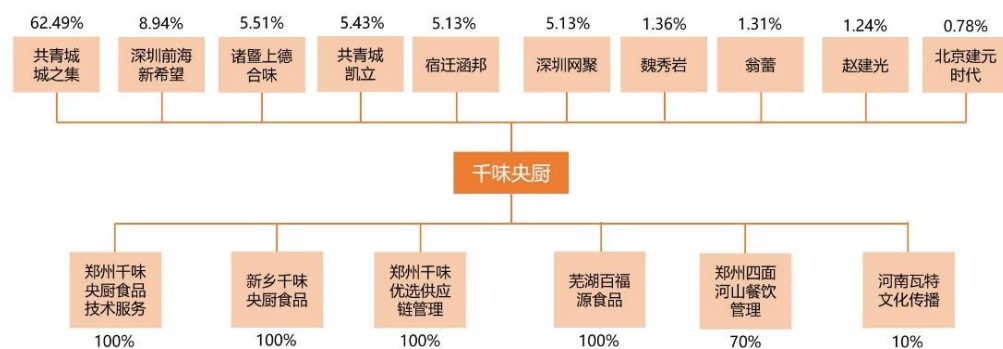 62.49% 8.94% 5.51% 5.43% 5.13% 5.13% 1.36% 1.31% 1.24% 0.78%
共青城
城之集
深圳前海
新希望
诸暨上德
合味
共青城
凯立
宿迁涵邦
深圳网聚
魏秀岩
翁蕾
赵建光
北京建元
时代
千味央厨
郑州千味
央厨食品
技术服务
新乡千味
央厨食品
郑州千味
优选供应
链管理
芜湖百福
源食品
郑州四面
河山餐饮
管理
河南瓦特
文化传播
100% 100% 100% 100% 70% 10%